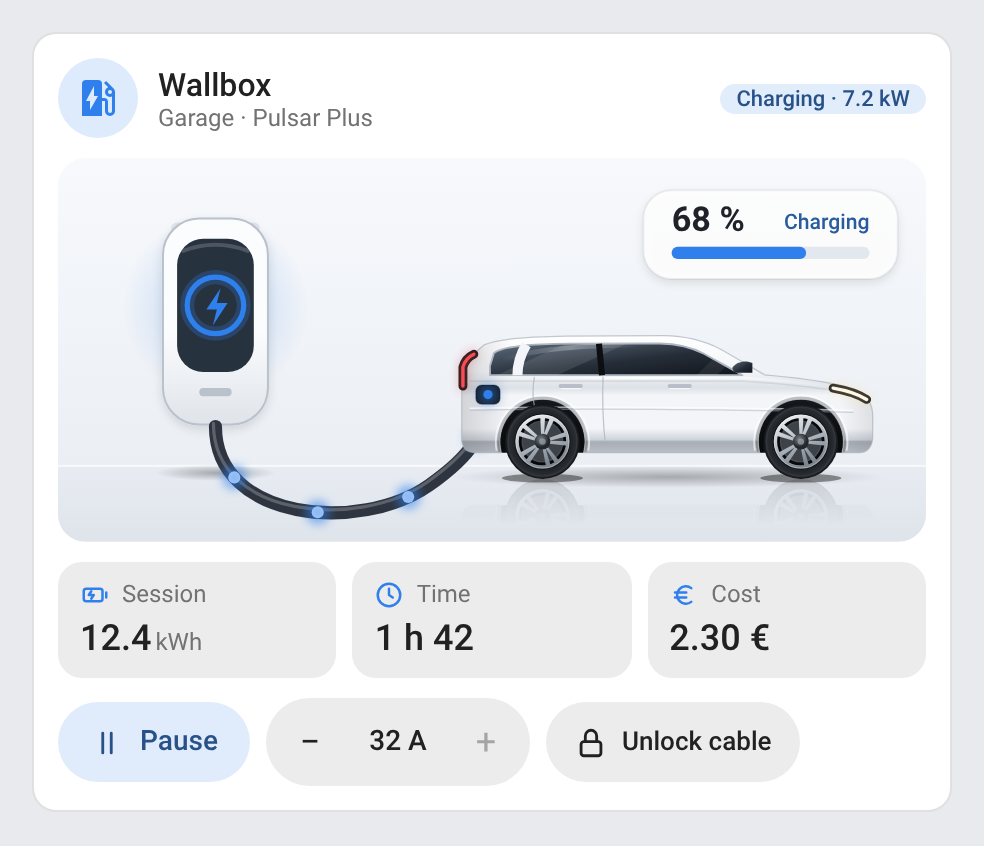 Wallbox
Garage · Pulsar Plus
Charging · 7.2 kW
68 %
Charging
Session
12.4 kWh
Time
1 h 42
Cost
2.30 €
Pause
− 32 A +
Unlock cable